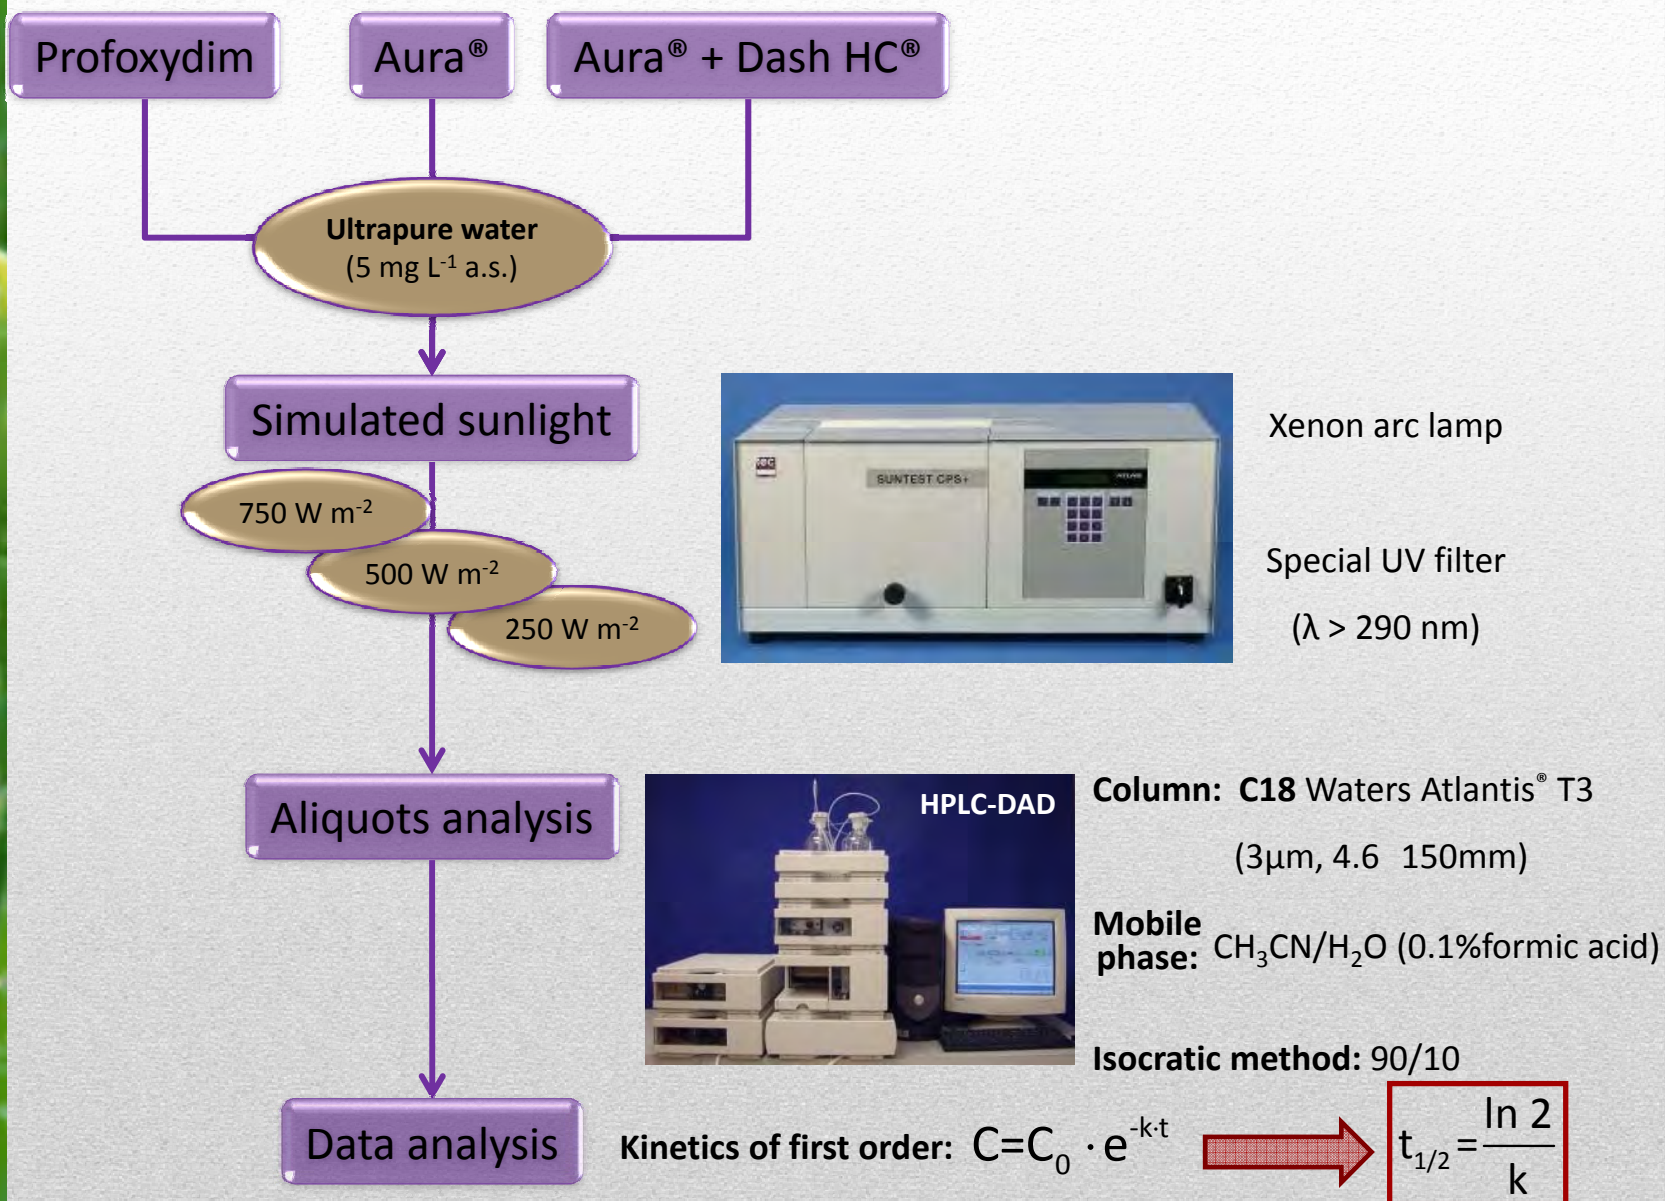 Profoxydim
Aura®
Aura® + Dash HC®
Ultrapure water
(5 mg L⁻¹ a.s.)
Simulated sunlight
750 W m⁻²
500 W m⁻²
250 W m⁻²
SUNTEST CPS+
ATLAS
Xenon arc lamp
Special UV filter
(λ > 290 nm)
Aliquots analysis
HPLC-DAD
Column: C18 Waters Atlantis® T3
(3µm, 4.6 150mm)
Mobile phase: CH₃CN/H₂O (0.1%formic acid)
Isocratic method: 90/10
Data analysis
Kinetics of first order: C=C₀ · e⁻ᵏ·ᵗ
t₁/₂ = ln 2 / k